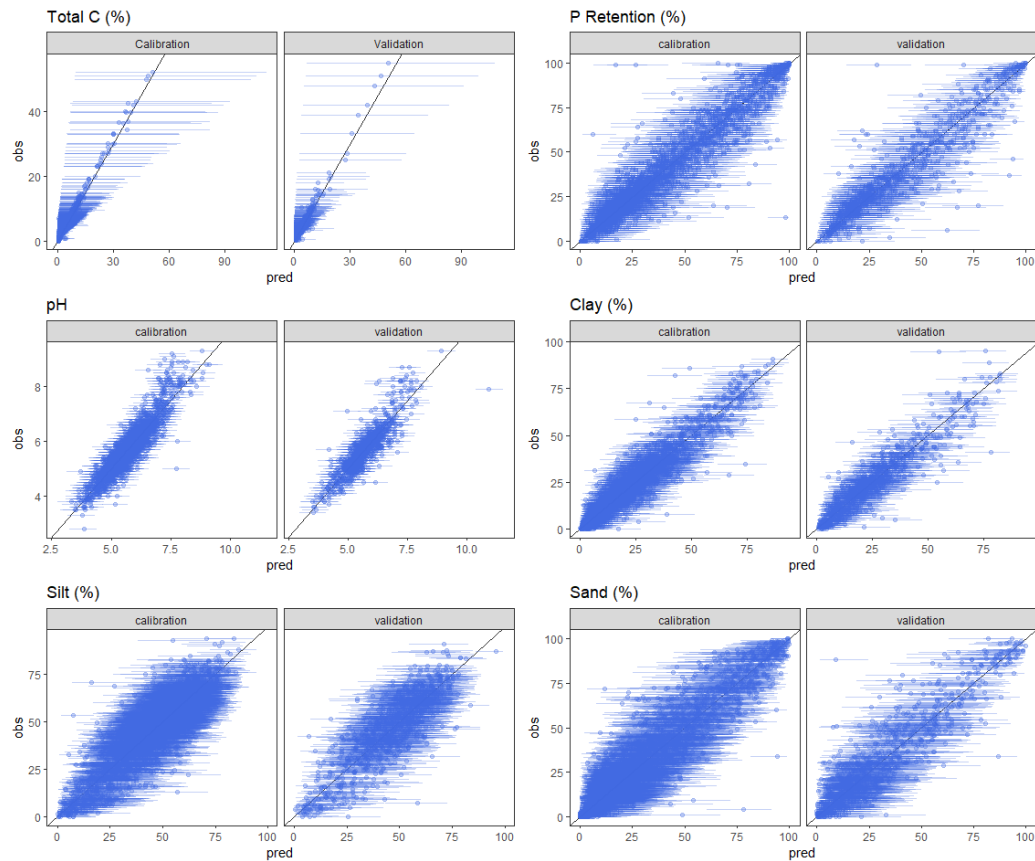 Total C (%)
Calibration
Validation
obs
40
20
0
0
30
60
90
0
30
60
90
pred
P Retention (%)
calibration
validation
obs
100
75
50
25
0
0
25
50
75
100
0
25
50
75
100
pred
pH
calibration
validation
obs
8
6
4
2.5
5.0
7.5
10.0
2.5
5.0
7.5
10.0
pred
Clay (%)
calibration
validation
obs
100
75
50
25
0
0
25
50
75
0
25
50
75
pred
Silt (%)
calibration
validation
obs
75
50
25
0
0
25
50
75
100
0
25
50
75
100
pred
Sand (%)
calibration
validation
obs
100
75
50
25
0
0
25
50
75
100
0
25
50
75
100
pred